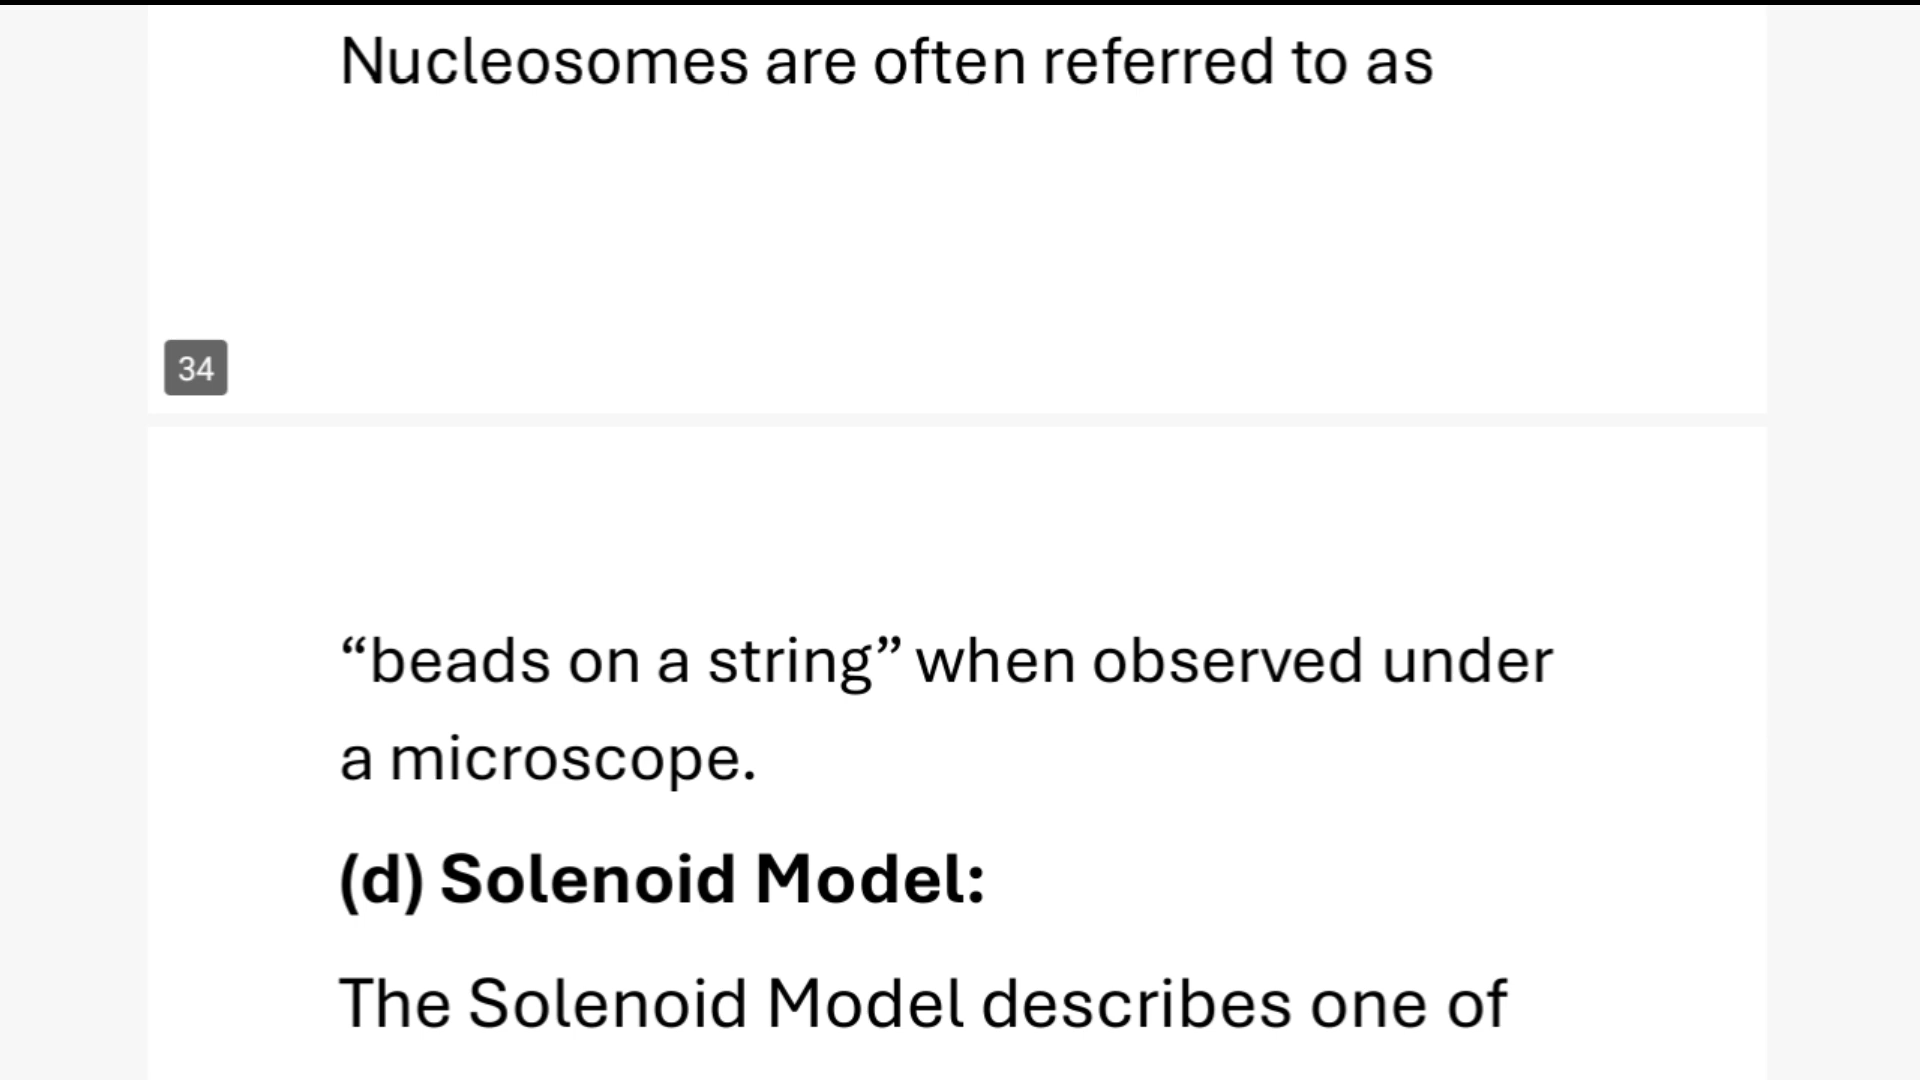 Nucleosomes are often referred to as
34
“beads on a string” when observed under
a microscope.
(d) Solenoid Model:
The Solenoid Model describes one of